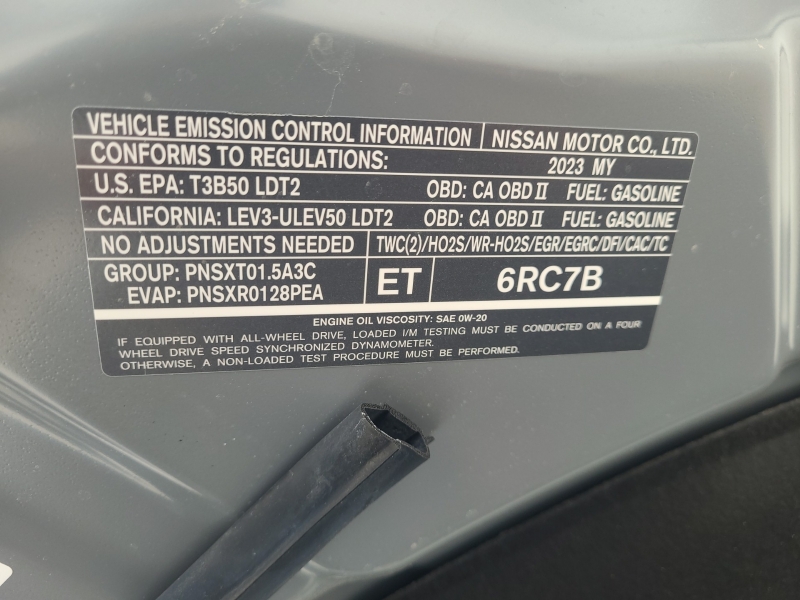 VEHICLE EMISSION CONTROL INFORMATION NISSAN MOTOR CO., LTD.
CONFORMS TO REGULATIONS: 2023 MY
U.S. EPA: T3B50 LDT2 OBD: CA OBD II FUEL: GASOLINE
CALIFORNIA: LEV3-ULEV50 LDT2 OBD: CA OBD II FUEL: GASOLINE
NO ADJUSTMENTS NEEDED TWC(2)/HO2S/WR-HO2S/EGR/EGRC/DFI/CAC/TC
GROUP: PNSXT01.5A3C
EVAP: PNSXR0128PEA
ET 6RC7B
ENGINE OIL VISCOSITY: SAE 0W-20
IF EQUIPPED WITH ALL-WHEEL DRIVE, LOADED I/M TESTING MUST BE CONDUCTED ON A FOUR
WHEEL DRIVE SPEED SYNCHRONIZED DYNAMOMETER.
OTHERWISE, A NON-LOADED TEST PROCEDURE MUST BE PERFORMED.